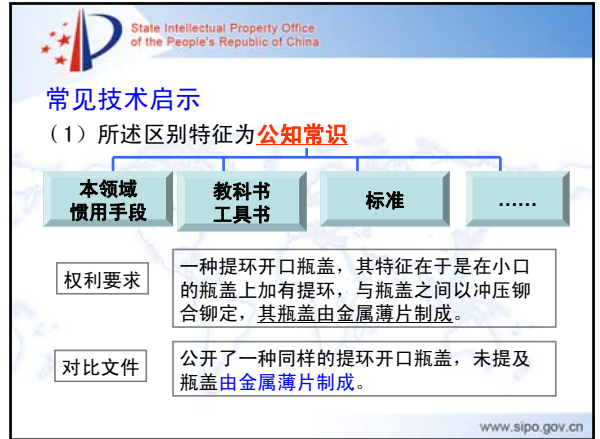 State Intellectual Property Office
of the People's Republic of China
常见技术启示
（1）所述区别特征为公知常识
本领域
惯用手段
教科书
工具书
标准
……
权利要求
一种提环开口瓶盖，其特征在于是在小口
的瓶盖上加有提环，与瓶盖之间以冲压铆
合铆定，其瓶盖由金属薄片制成。
对比文件
公开了一种同样的提环开口瓶盖，未提及
瓶盖由金属薄片制成。
www.sipo.gov.cn